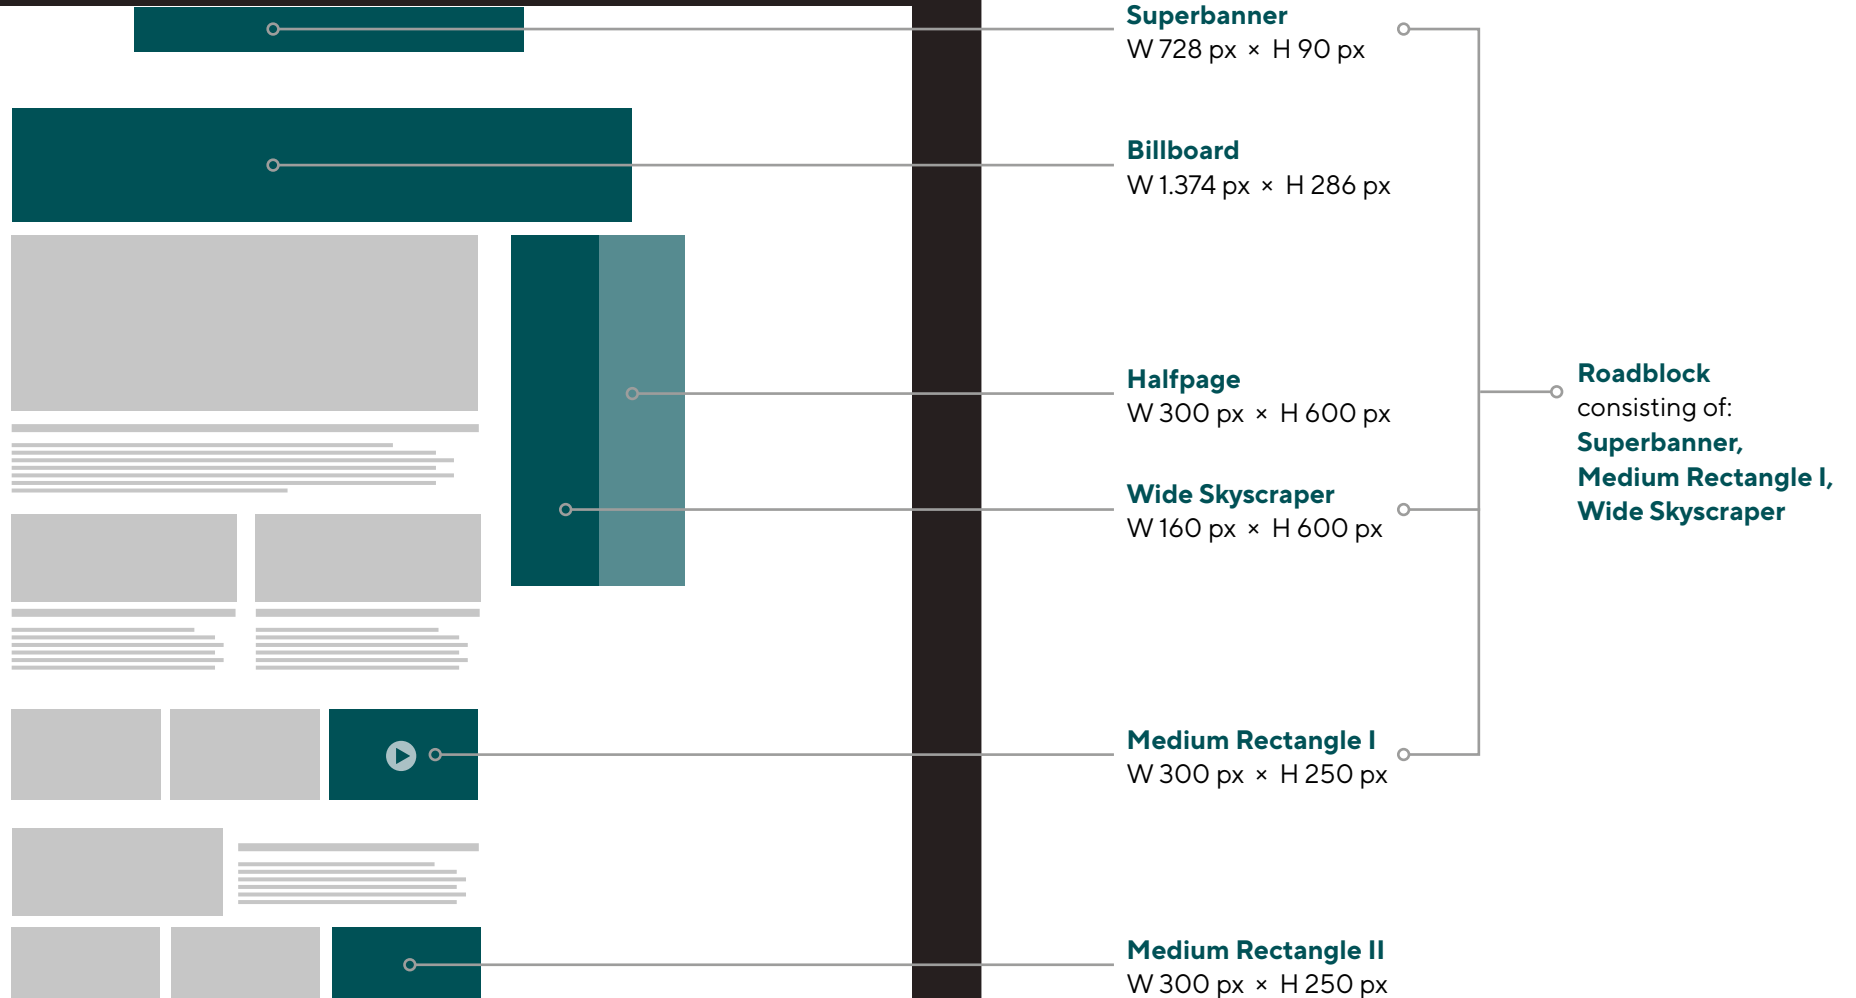 Superbanner
W 728 px × H 90 px
Billboard
W 1.374 px × H 286 px
Halfpage
W 300 px × H 600 px
Wide Skyscraper
W 160 px × H 600 px
Medium Rectangle I
W 300 px × H 250 px
Medium Rectangle II
W 300 px × H 250 px
Roadblock
consisting of:
Superbanner,
Medium Rectangle I,
Wide Skyscraper